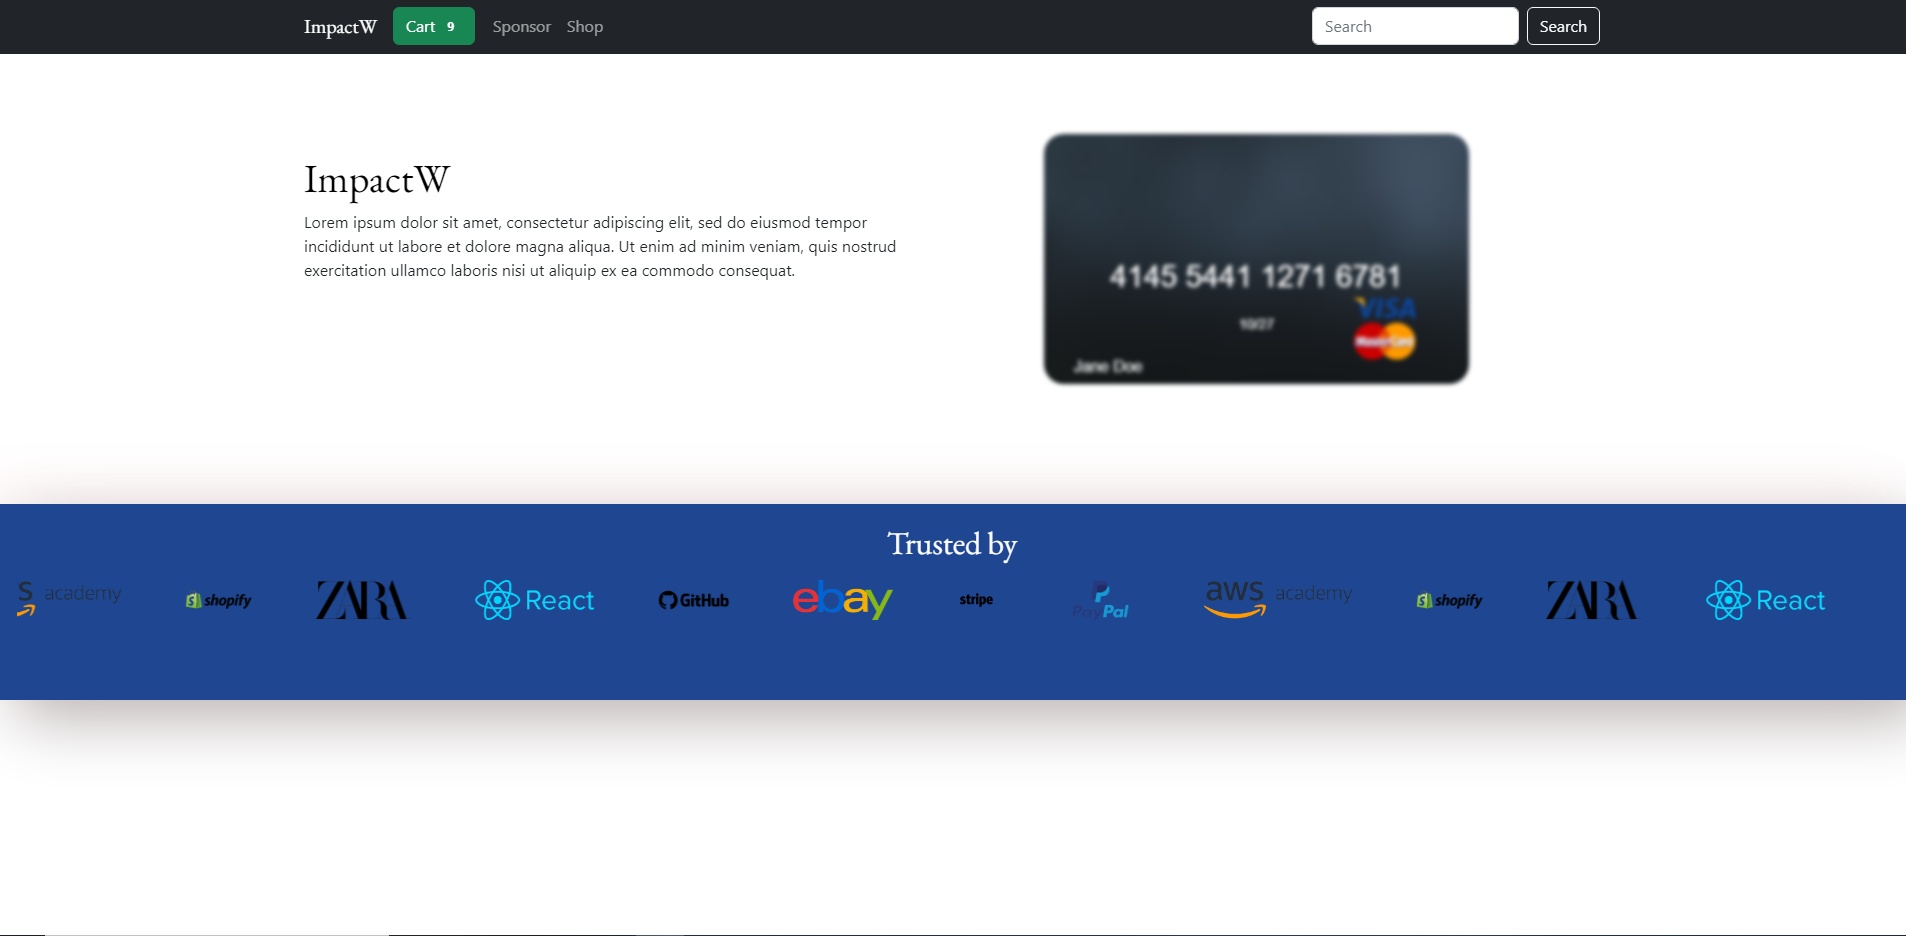 ImpactW Cart 9 Sponsor Shop Search Search
ImpactW
Lorem ipsum dolor sit amet, consectetur adipiscing elit, sed do eiusmod tempor
incididunt ut labore et dolore magna aliqua. Ut enim ad minim veniam, quis nostrud
exercitation ullamco laboris nisi ut aliquip ex ea commodo consequat.
4145 5441 1271 6781
VISA
10/27
MasterCard
Jane Doe
Trusted by
S academy shopify ZARA React GitHub ebay stripe PayPal aws academy shopify ZARA React